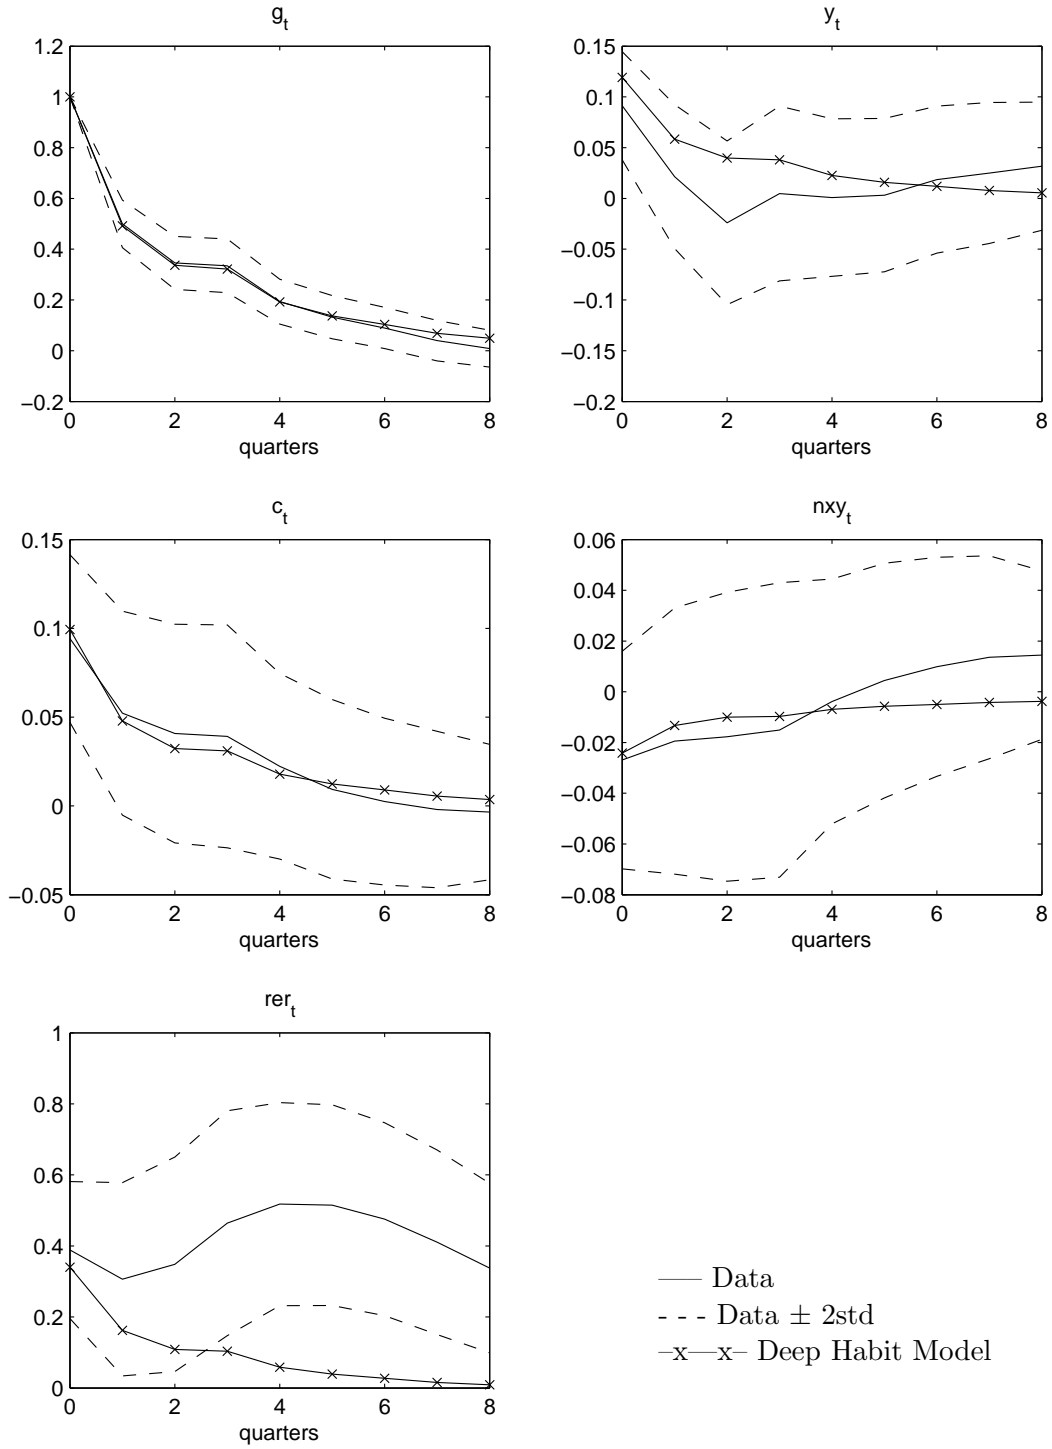 g_t
1.2
1
0.8
0.6
0.4
0.2
0
−0.2
0 2 4 6 8
quarters
y_t
0.15
0.1
0.05
0
−0.05
−0.1
−0.15
−0.2
0 2 4 6 8
quarters
c_t
0.15
0.1
0.05
0
−0.05
0 2 4 6 8
quarters
nxy_t
0.06
0.04
0.02
0
−0.02
−0.04
−0.06
−0.08
0 2 4 6 8
quarters
rer_t
1
0.8
0.6
0.4
0.2
0
0 2 4 6 8
quarters
—— Data
- - - - Data ± 2std
–x—x– Deep Habit Model